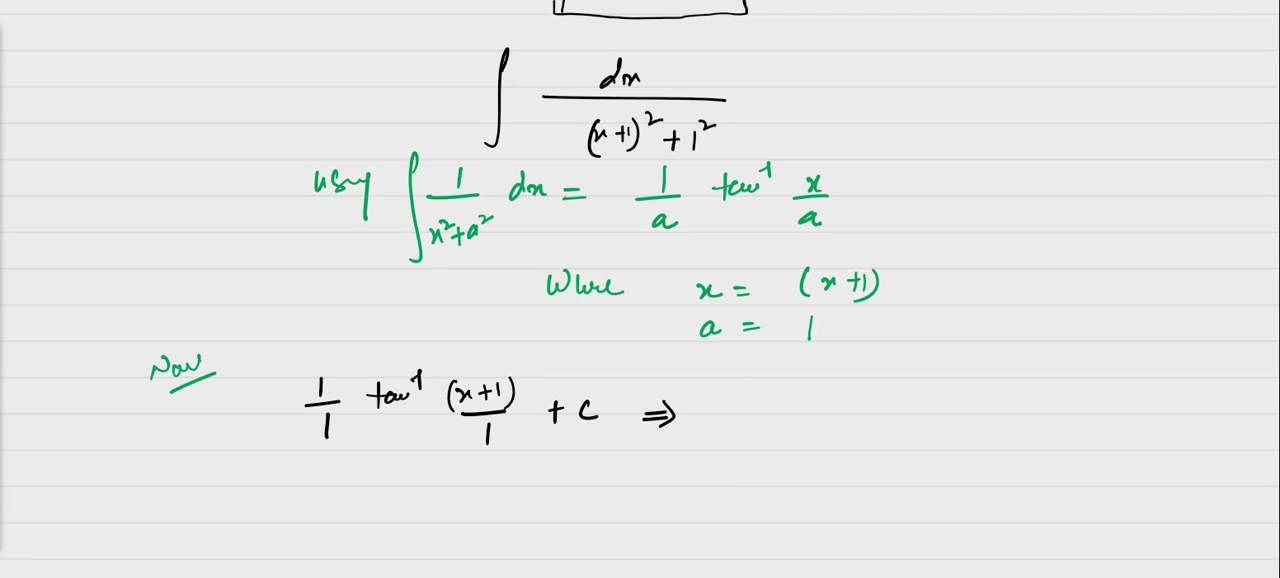 ∫ dx / ((x+1)² + 1²)
using ∫ 1/(x²+a²) dx = 1/a tan⁻¹ x/a
where x = (x+1)
a = 1
Now
1/1 tan⁻¹ (x+1)/1 + c ⇒